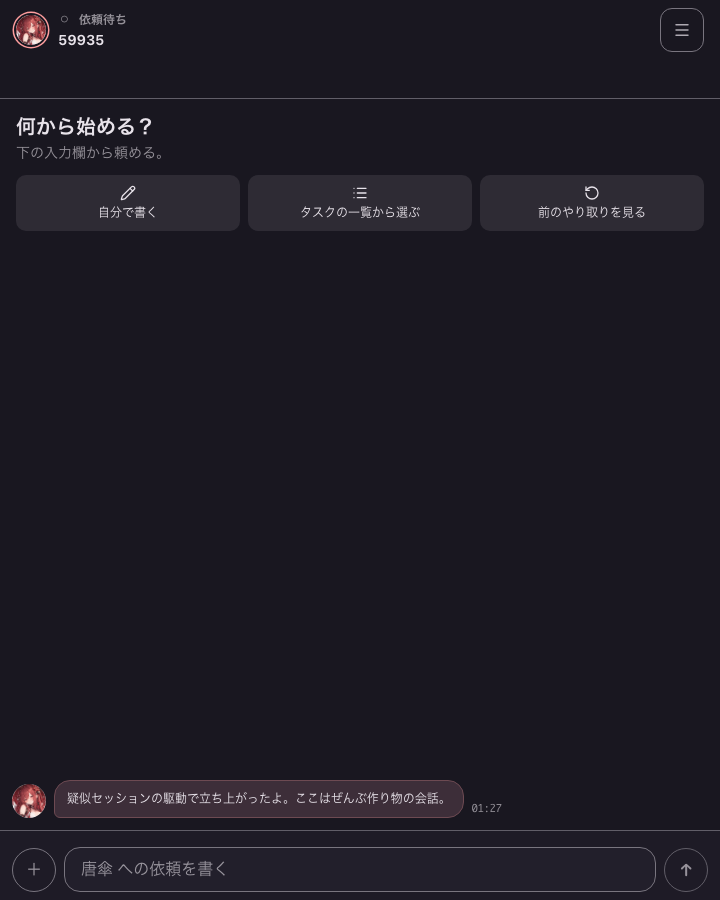 依頼待ち
59935
何から始める？
下の入力欄から頼める。
自分で書く
タスクの一覧から選ぶ
前のやり取りを見る
疑似セッションの駆動で立ち上がったよ。ここはぜんぶ作り物の会話。
01:27
唐傘 への依頼を書く